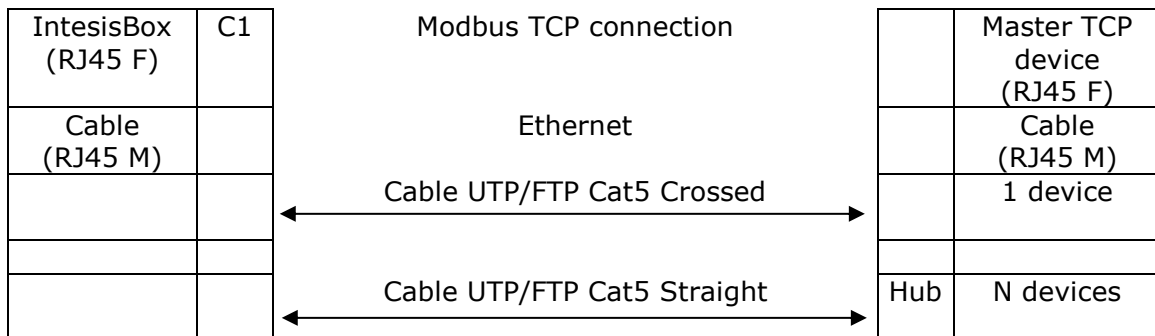 IntesisBox C1 Modbus TCP connection Master TCP
(RJ45 F) device
(RJ45 F)
Cable Ethernet Cable
(RJ45 M) (RJ45 M)
Cable UTP/FTP Cat5 Crossed 1 device
Cable UTP/FTP Cat5 Straight Hub N devices